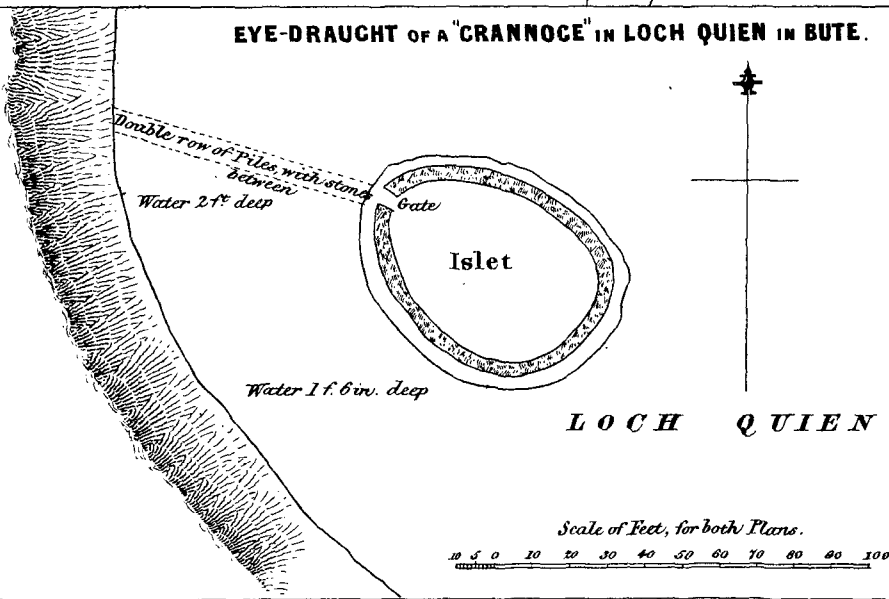 EYE-DRAUGHT OF A "CRANNOGE" IN LOCH QUIEN IN BUTE.
Double row of Piles, with stones
between
Water 2 ft deep
Gate
Islet
Water 1 f. 6 in. deep
LOCH QUIEN
Scale of Feet, for both Plans.
10 5 0 10 20 30 40 50 60 70 80 90 100